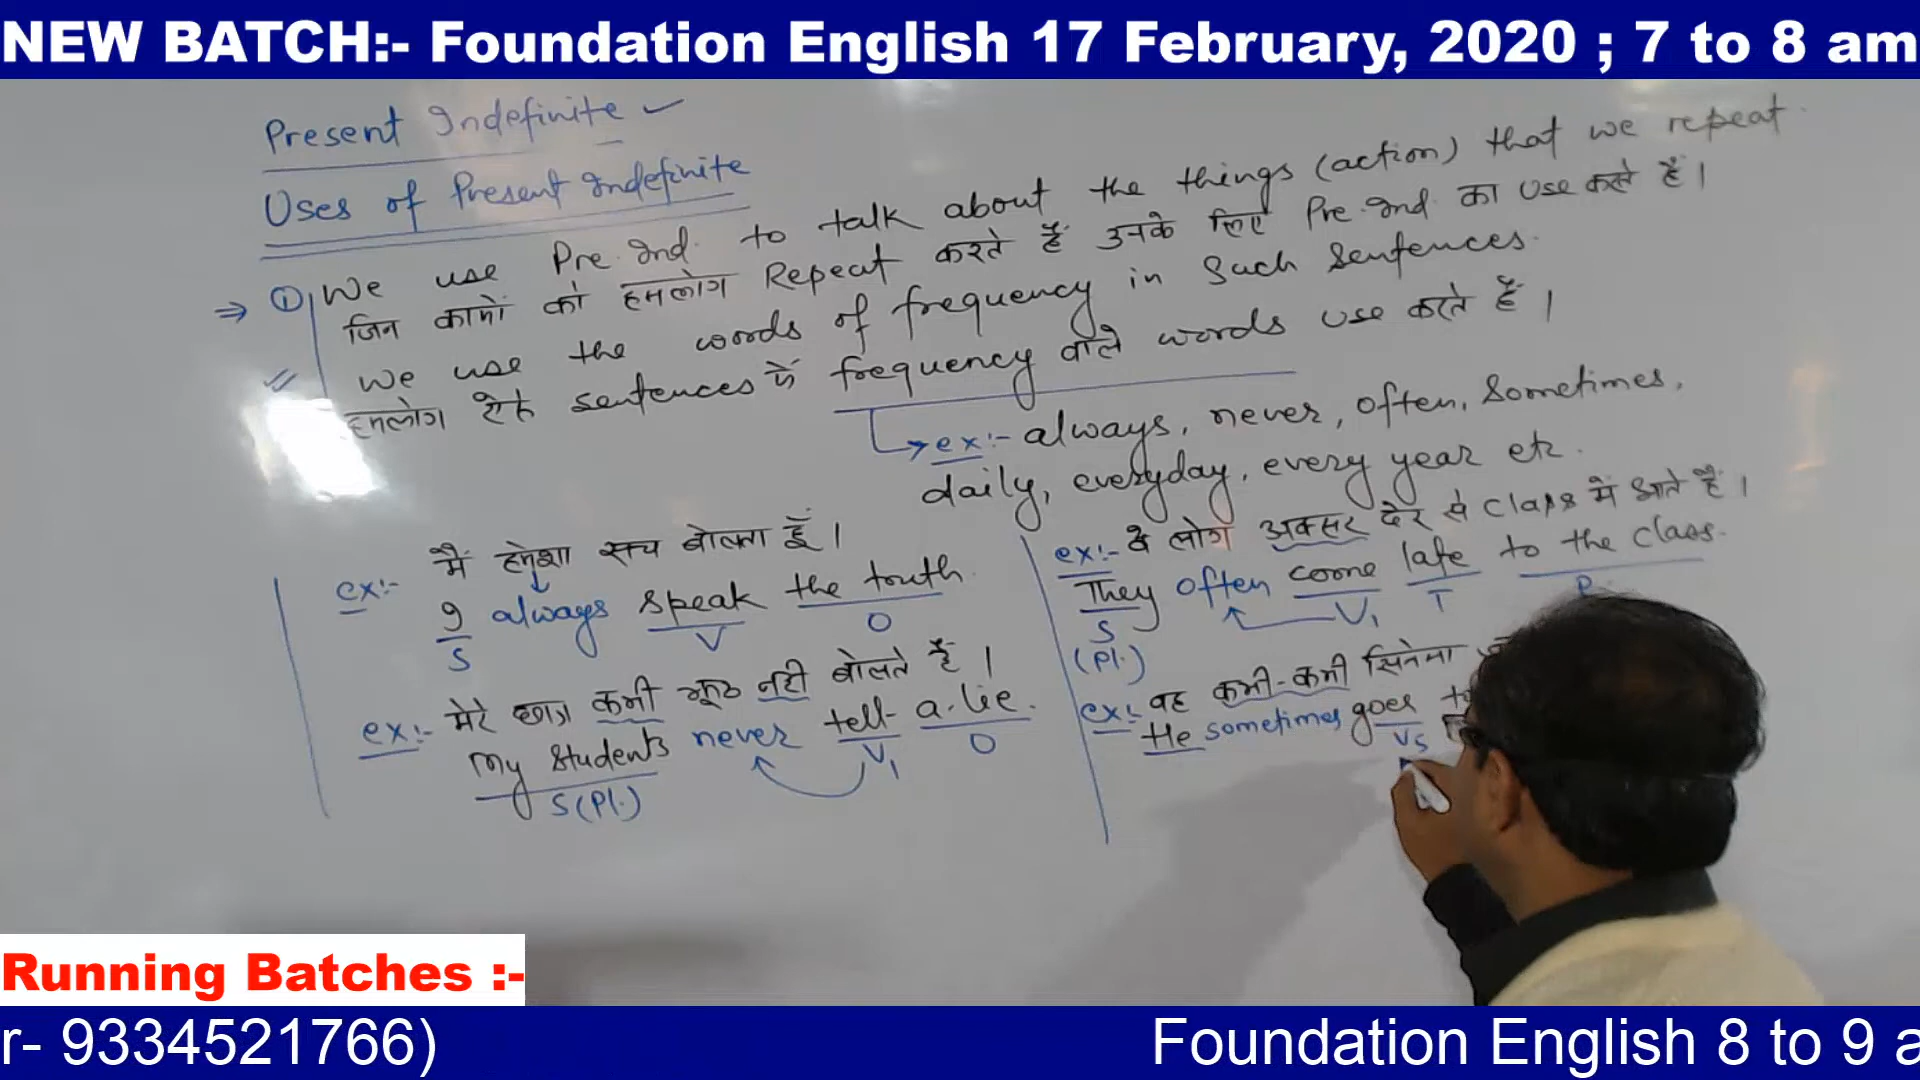 NEW BATCH:- Foundation English 17 February, 2020 ; 7 to 8 am
Present Indefinite ✓
Uses of Present Indefinite
⇒ ① We use Pre. Ind. to talk about the things (action) that we repeat.
जिन कामों को हमलोग Repeat करते हैं उनके लिए Pre. Ind. का use करते हैं।
We use the words of frequency in such sentences.
हमलोग ऐसे sentences में frequency वाले words use करते हैं।
→ ex:- always, never, often, sometimes,
daily, everyday, every year etc.
ex:- मैं हमेशा सच बोलता हूँ।
I always speak the truth.
S V O
ex:- मेरे छात्र कभी झूठ नहीं बोलते हैं।
My students never tell a lie.
S(Pl.) V1 O
ex:- वे लोग अक्सर देर से class में आते हैं।
They often come late to the class.
S V1 T P
(Pl.)
ex:- वह कभी-कभी सिनेमा
He sometimes goes
V5
Running Batches :-
r- 9334521766) Foundation English 8 to 9 a